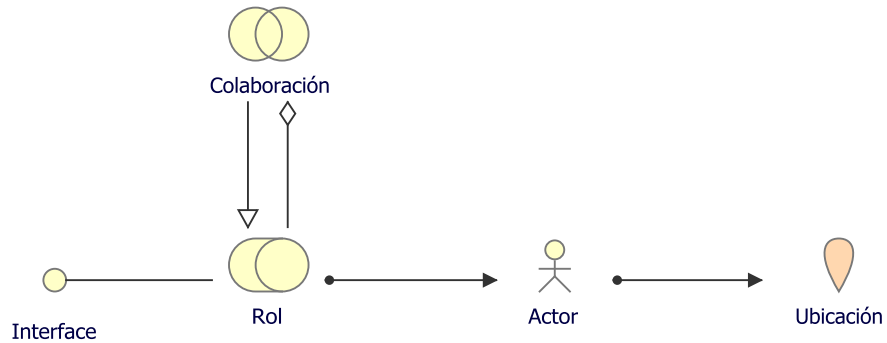 Colaboración
Interface
Rol
Actor
Ubicación